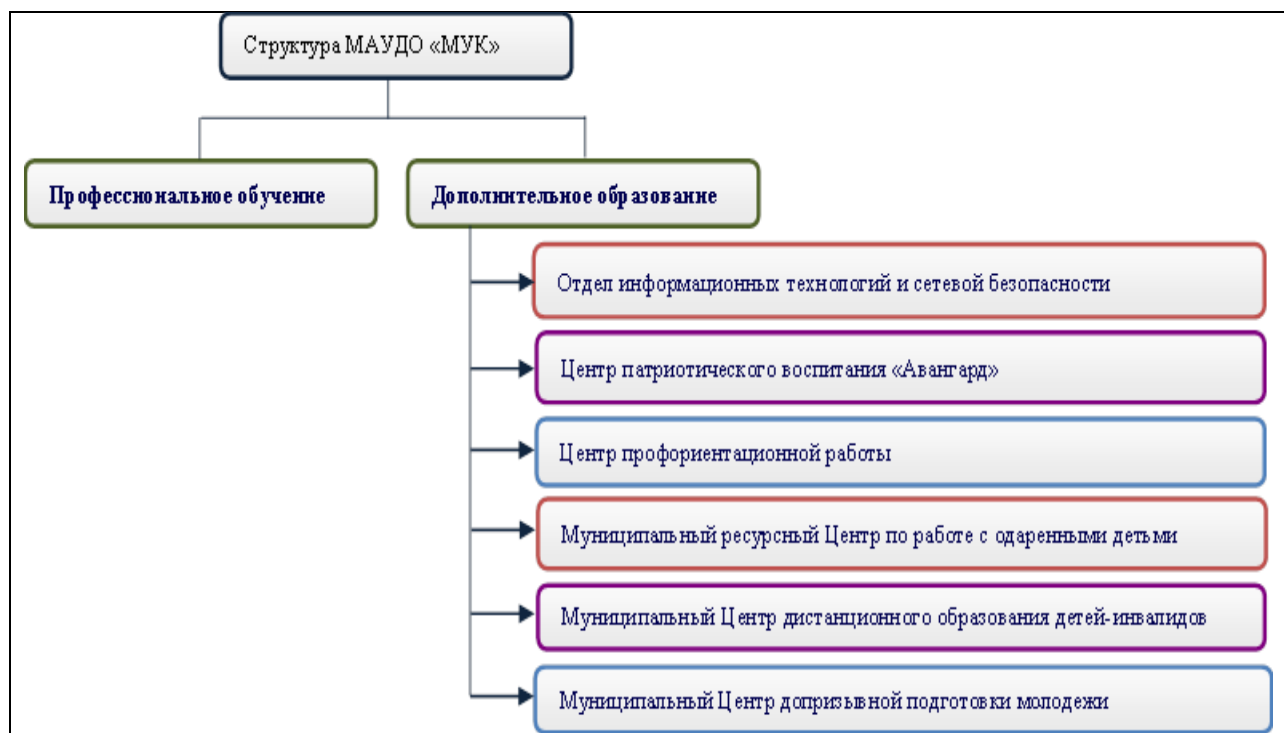 Структура МАУДО «МУК»
Профессиональное обучение
Дополнительное образование
Отдел информационных технологий и сетевой безопасности
Центр патриотического воспитания «Авангард»
Центр профориентационной работы
Муниципальный ресурсный Центр по работе с одаренными детьми
Муниципальный Центр дистанционного образования детей-инвалидов
Муниципальный Центр допризывной подготовки молодежи